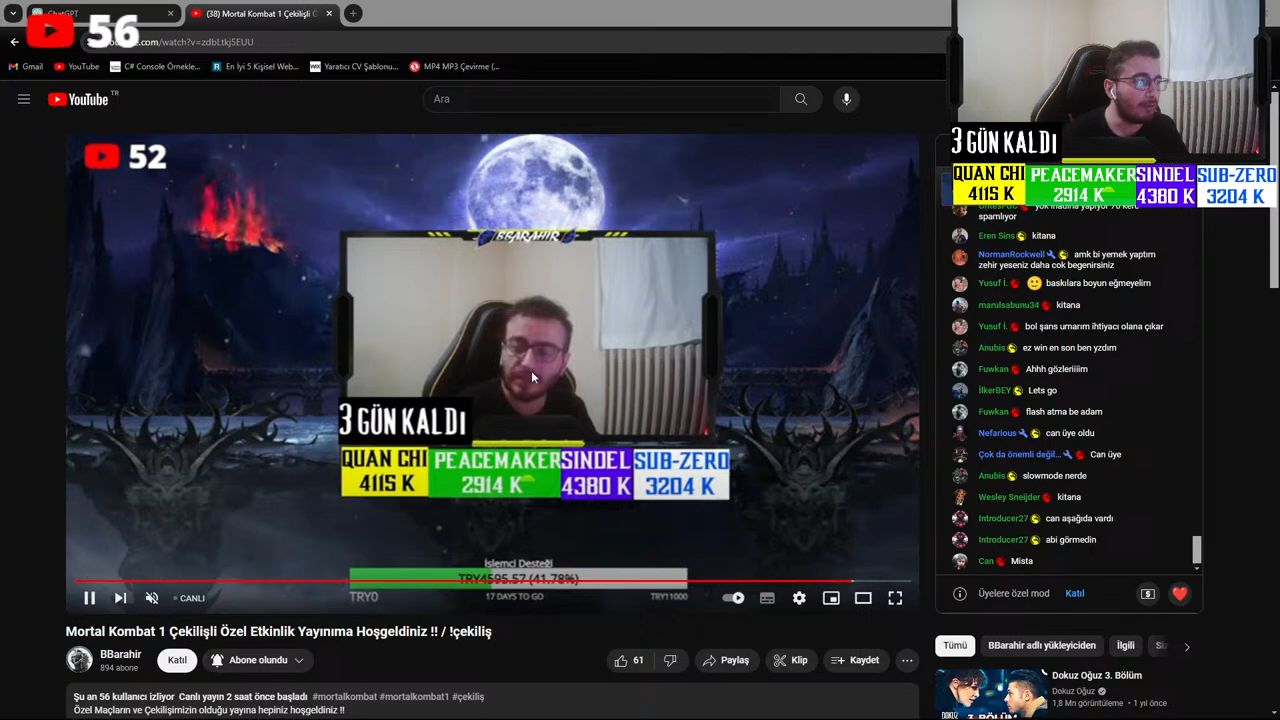 ChatGPT
(38) Mortal Kombat 1 Çekilişli Ö
56
.com/watch?v=zdbLtkj5EUU
Gmail
YouTube
C# Console Örnekle...
En İyi 5 Kişisel Web...
Yaratıcı CV Şablonu...
MP4 MP3 Çevirme (...
YouTube TR
Ara
52
BBARAHIR
3 GÜN KALDI
QUAN CHI
4115 K
PEACEMAKER
2914 K
SINDEL
4380 K
SUB-ZERO
3204 K
İşlemci Desteği
TRY4595.57 (41.78%)
TRY0
17 DAYS TO GO
TRY11000
CANLI
Mortal Kombat 1 Çekilişli Özel Etkinlik Yayınıma Hoşgeldiniz !! / !çekiliş
BBarahir
894 abone
Katıl
Abone olundu
61
Paylaş
Klip
Kaydet
Şu an 56 kullanıcı izliyor Canlı yayın 2 saat önce başladı #mortalkombat #mortalkombat1 #çekiliş
Özel Maçların ve Çekilişimizin olduğu yayına hepiniz hoşgeldiniz !!
3 GÜN KALDI
QUAN CHI
4115 K
PEACEMAKER
2914 K
SINDEL
4380 K
SUB-ZERO
3204 K
spamlıyor
Eren Sins kitana
NormanRockwell amk bi yemek yaptım
zehir yeseniz daha cok begenirsiniz
Yusuf İ. baskılara boyun eğmeyelim
marulsabunu34 kitana
Yusuf İ. bol şans umarım ihtiyacı olana çıkar
Anubis ez win en son ben yzdım
Fuwkan Ahhh gözleriiiim
İlkerBEY Lets go
Fuwkan flash atma be adam
Nefarious can üye oldu
Çok da önemli değil... Can üye
Anubis slowmode nerde
Wesley Sneijder kitana
Introducer27 can aşağıda vardı
Introducer27 abi görmedin
Can Mista
Üyelere özel mod
Katıl
Tümü
BBarahir adlı yükleyiciden
İlgili
Dokuz Oğuz 3. Bölüm
Dokuz Oğuz
1,8 Mn görüntüleme • 1 yıl önce
3. BÖLÜM